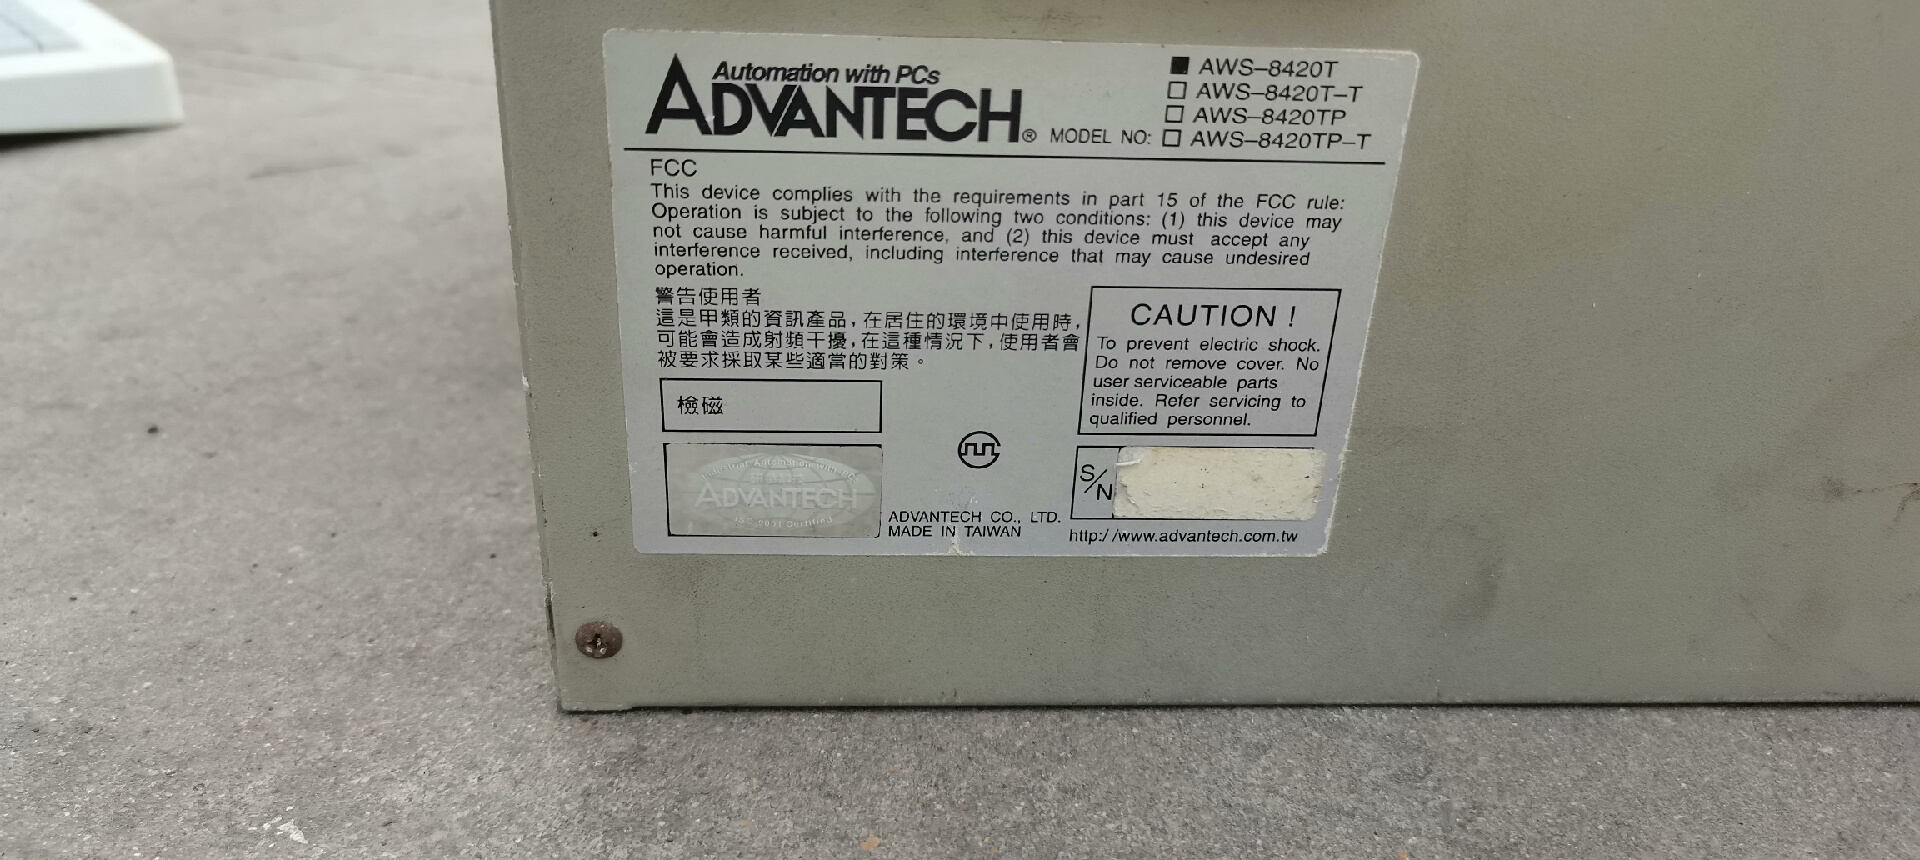 Automation with PCs
ADVANTECH®
MODEL NO:
■ AWS-8420T
□ AWS-8420T-T
□ AWS-8420TP
□ AWS-8420TP-T
FCC
This device complies with the requirements in part 15 of the FCC rule:
Operation is subject to the following two conditions: (1) this device may
not cause harmful interference, and (2) this device must accept any
interference received, including interference that may cause undesired
operation.
警告使用者
這是甲類的資訊產品，在居住的環境中使用時，
可能會造成射頻干擾，在這種情況下，使用者會
被要求採取某些適當的對策。
CAUTION !
To prevent electric shock.
Do not remove cover. No
user serviceable parts
inside. Refer servicing to
qualified personnel.
檢磁
Industrial Automation with PCs
ADVANTECH
ISO 9001 Certified
ADVANTECH CO., LTD.
MADE IN TAIWAN
S/N
http://www.advantech.com.tw